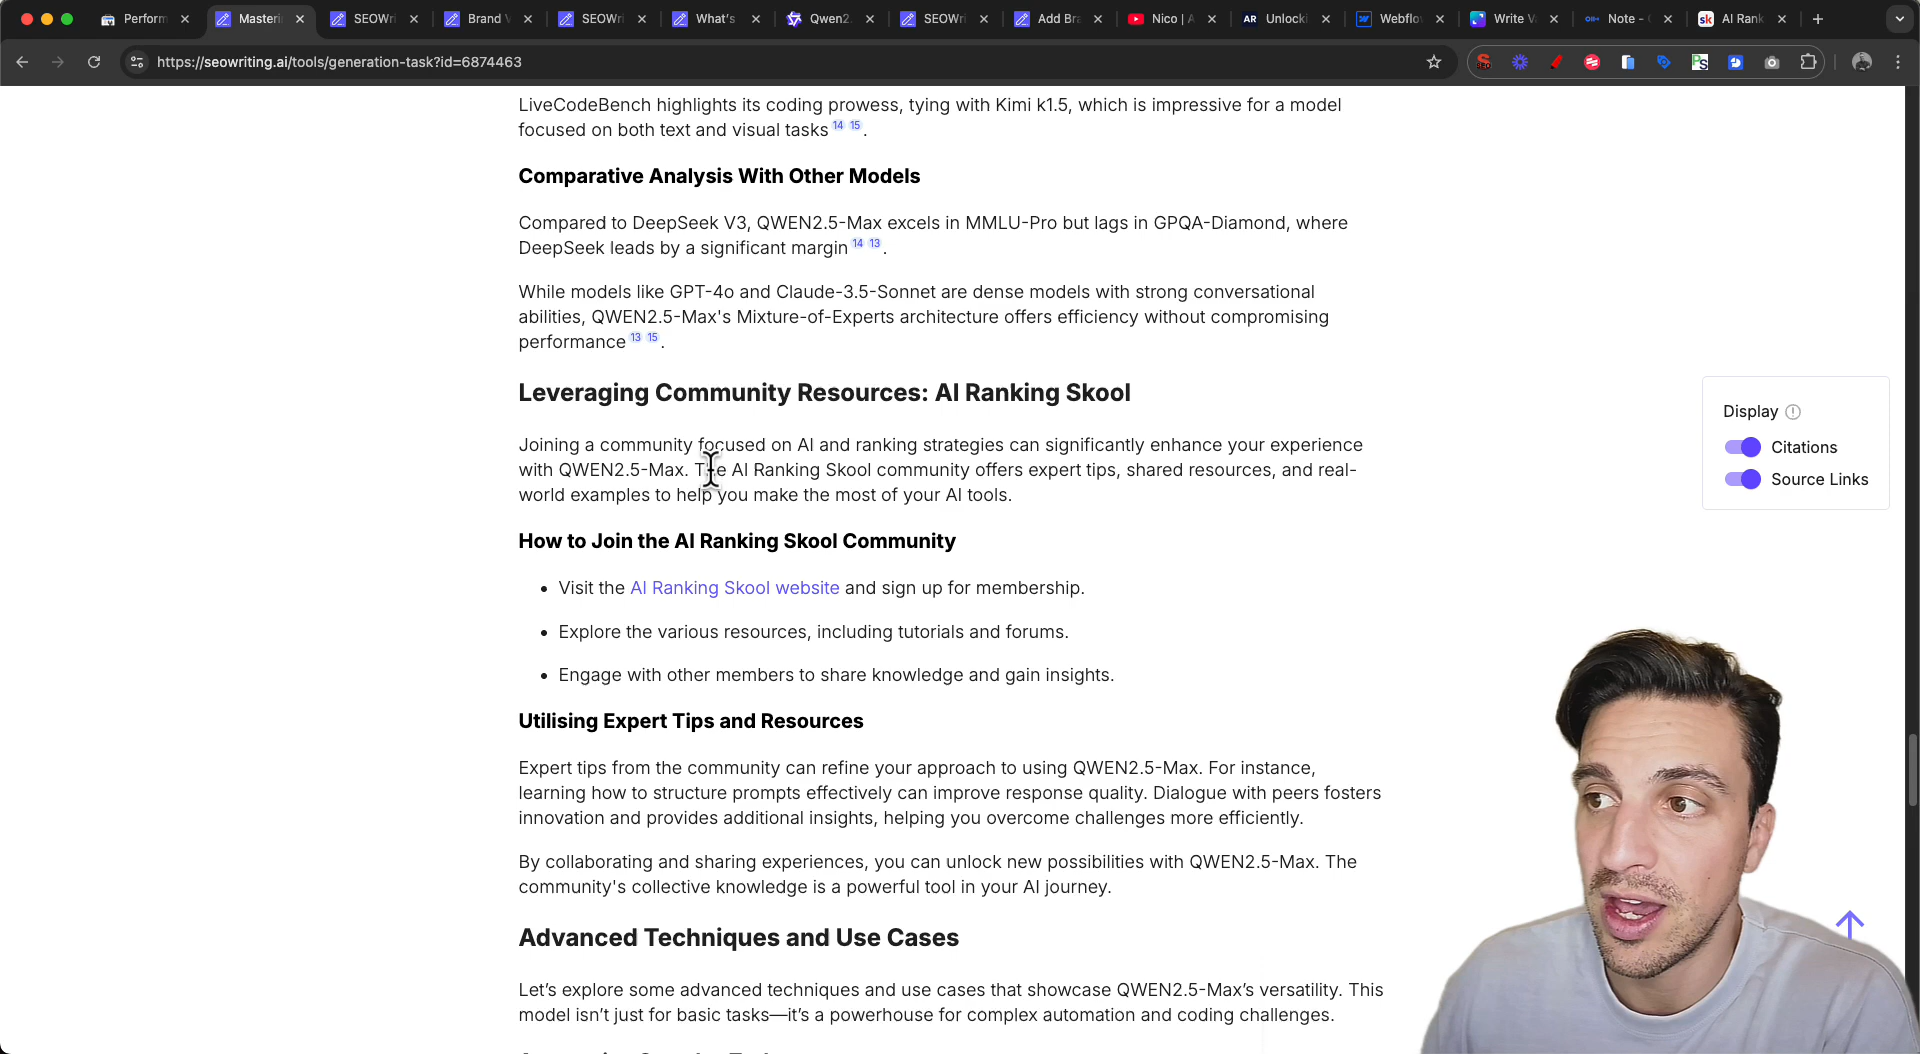 Perform
Masteri
SEOWri
Brand V
SEOWri
What's
Qwen2.
SEOWri
Add Bra
Nico | A
AR Unlocki
Webflo
Write V
Note -
sk AI Rank
https://seowriting.ai/tools/generation-task?id=6874463
LiveCodeBench highlights its coding prowess, tying with Kimi k1.5, which is impressive for a model
focused on both text and visual tasks 14 15.
Comparative Analysis With Other Models
Compared to DeepSeek V3, QWEN2.5-Max excels in MMLU-Pro but lags in GPQA-Diamond, where
DeepSeek leads by a significant margin 14 13.
While models like GPT-4o and Claude-3.5-Sonnet are dense models with strong conversational
abilities, QWEN2.5-Max's Mixture-of-Experts architecture offers efficiency without compromising
performance 13 15.
Leveraging Community Resources: AI Ranking Skool
Joining a community focused on AI and ranking strategies can significantly enhance your experience
with QWEN2.5-Max. The AI Ranking Skool community offers expert tips, shared resources, and real-
world examples to help you make the most of your AI tools.
How to Join the AI Ranking Skool Community
• Visit the AI Ranking Skool website and sign up for membership.
• Explore the various resources, including tutorials and forums.
• Engage with other members to share knowledge and gain insights.
Utilising Expert Tips and Resources
Expert tips from the community can refine your approach to using QWEN2.5-Max. For instance,
learning how to structure prompts effectively can improve response quality. Dialogue with peers fosters
innovation and provides additional insights, helping you overcome challenges more efficiently.
By collaborating and sharing experiences, you can unlock new possibilities with QWEN2.5-Max. The
community's collective knowledge is a powerful tool in your AI journey.
Advanced Techniques and Use Cases
Let's explore some advanced techniques and use cases that showcase QWEN2.5-Max's versatility. This
model isn't just for basic tasks—it's a powerhouse for complex automation and coding challenges.
Display
Citations
Source Links